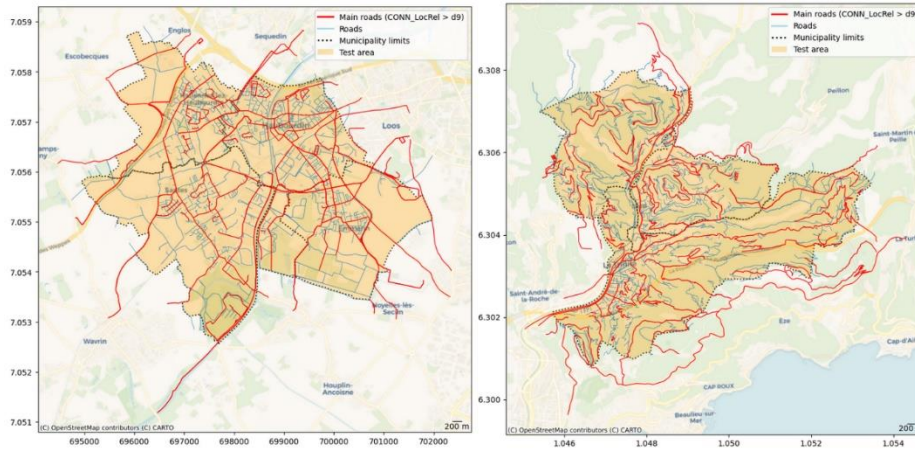 7.059
7.058
7.057
7.056
7.055
7.054
7.053
7.052
7.051
695000 696000 697000 698000 699000 700000 701000 702000
Main roads (CONN_LocRel > d9)
Roads
Municipality limits
Test area
Englos
Sequedin
Escobecques
Loos
Wavrin
Noyelles-lès-
Seclin
Houplin-
Ancoisne
(C) OpenStreetMap contributors (C) CARTO
200 m
6.308
6.306
6.304
6.302
6.300
1.046 1.048 1.050 1.052 1.054
Main roads (CONN_LocRel > d9)
Roads
Municipality limits
Test area
Peillon
Saint-Martin-
Peille
Saint-André-de-
la-Roche
Eze
Cap-d'Ail
CAP ROUX
Beaulieu-sur-
Mer
(C) OpenStreetMap contributors (C) CARTO
200